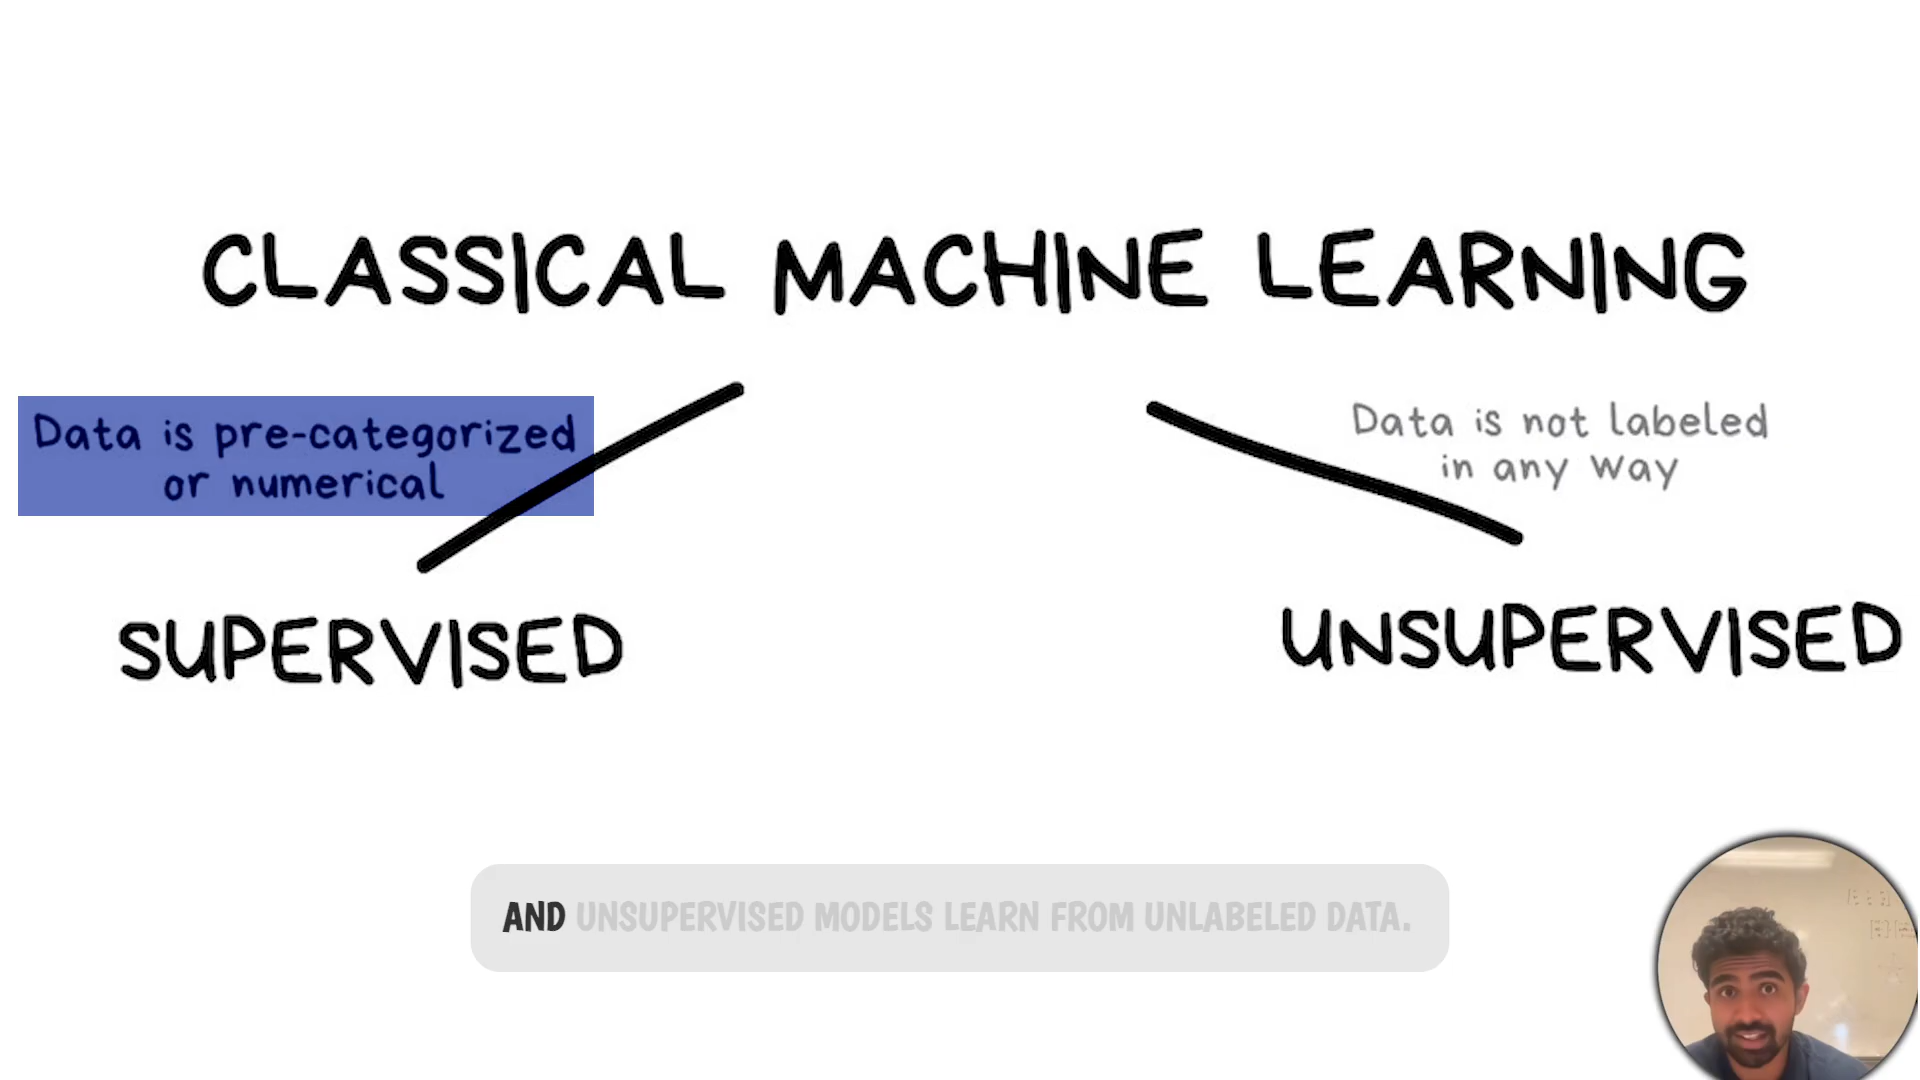 CLASSICAL MACHINE LEARNING
Data is pre-categorized
or numerical
Data is not labeled
in any way
SUPERVISED
UNSUPERVISED
AND UNSUPERVISED MODELS LEARN FROM UNLABELED DATA.